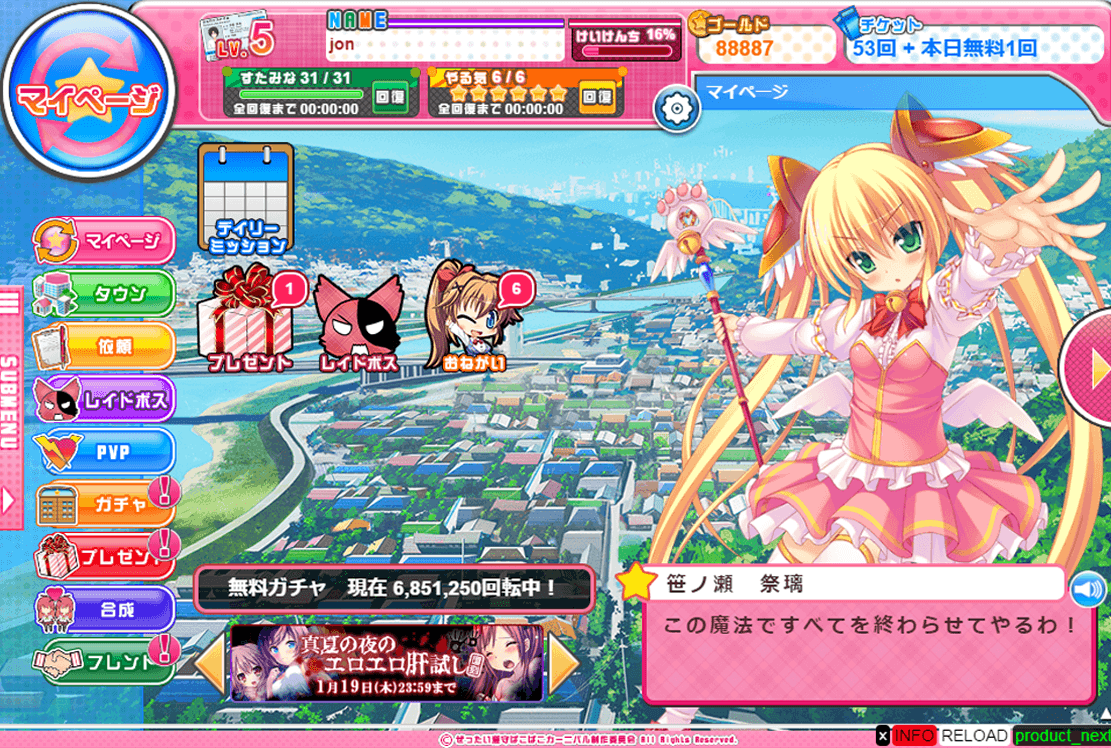 マイページ
LV.5
NAME
jon
けいけんち 16%
すたみな 31 / 31
全回復まで 00:00:00
回復
やる気 6 / 6
全回復まで 00:00:00
回復
ゴールド
88887
チケット
53回 + 本日無料1回
マイページ
デイリー
ミッション
1
プレゼント
レイドボス
6
おねがい
SUBMENU
マイページ
タウン
依頼
レイドボス
PVP
ガチャ
プレゼント
合成
フレンド
無料ガチャ 現在 6,851,250回転中！
真夏の夜の
エロエロ肝試し
1月19日(木)23:59まで
笹ノ瀬 祭璃
この魔法ですべてを終わらせてやるわ！
All Rights Reserved.
x INFO RELOAD product_next